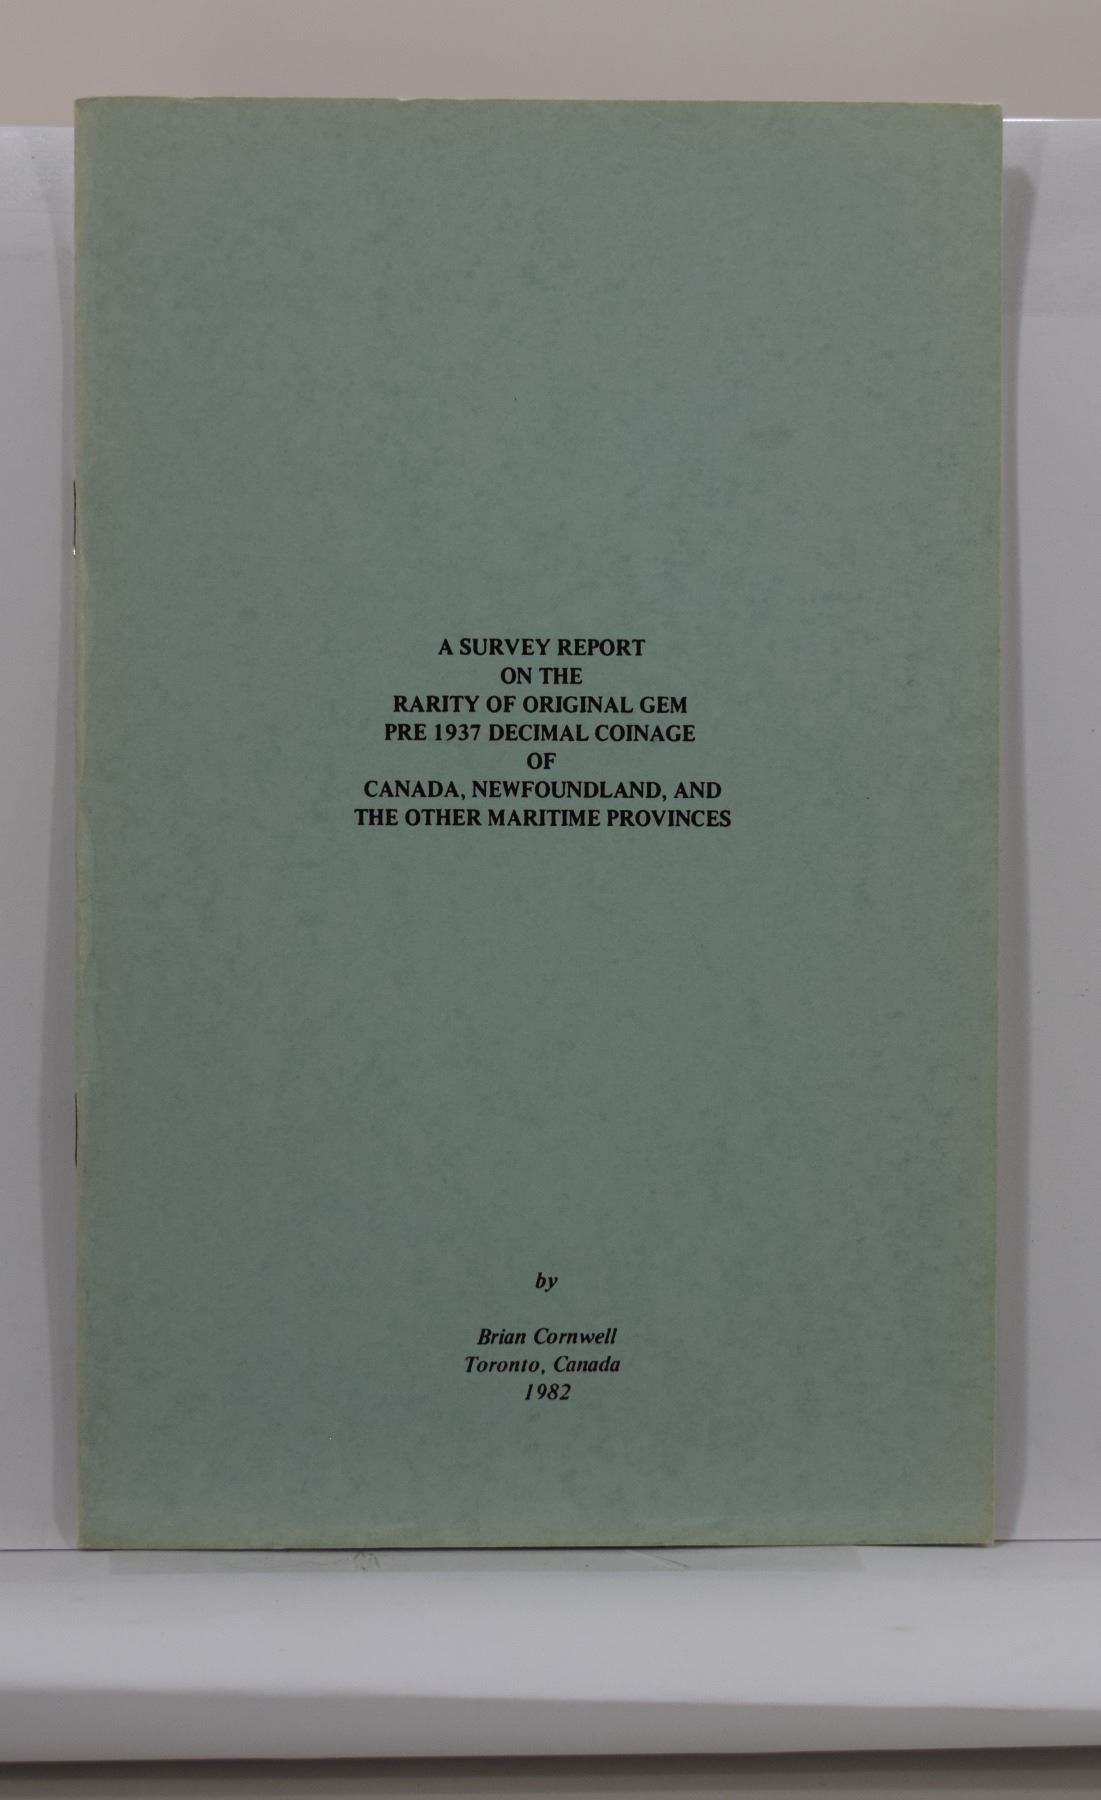 A SURVEY REPORT
ON THE
RARITY OF ORIGINAL GEM
PRE 1937 DECIMAL COINAGE
OF
CANADA, NEWFOUNDLAND, AND
THE OTHER MARITIME PROVINCES
by
Brian Cornwell
Toronto, Canada
1982